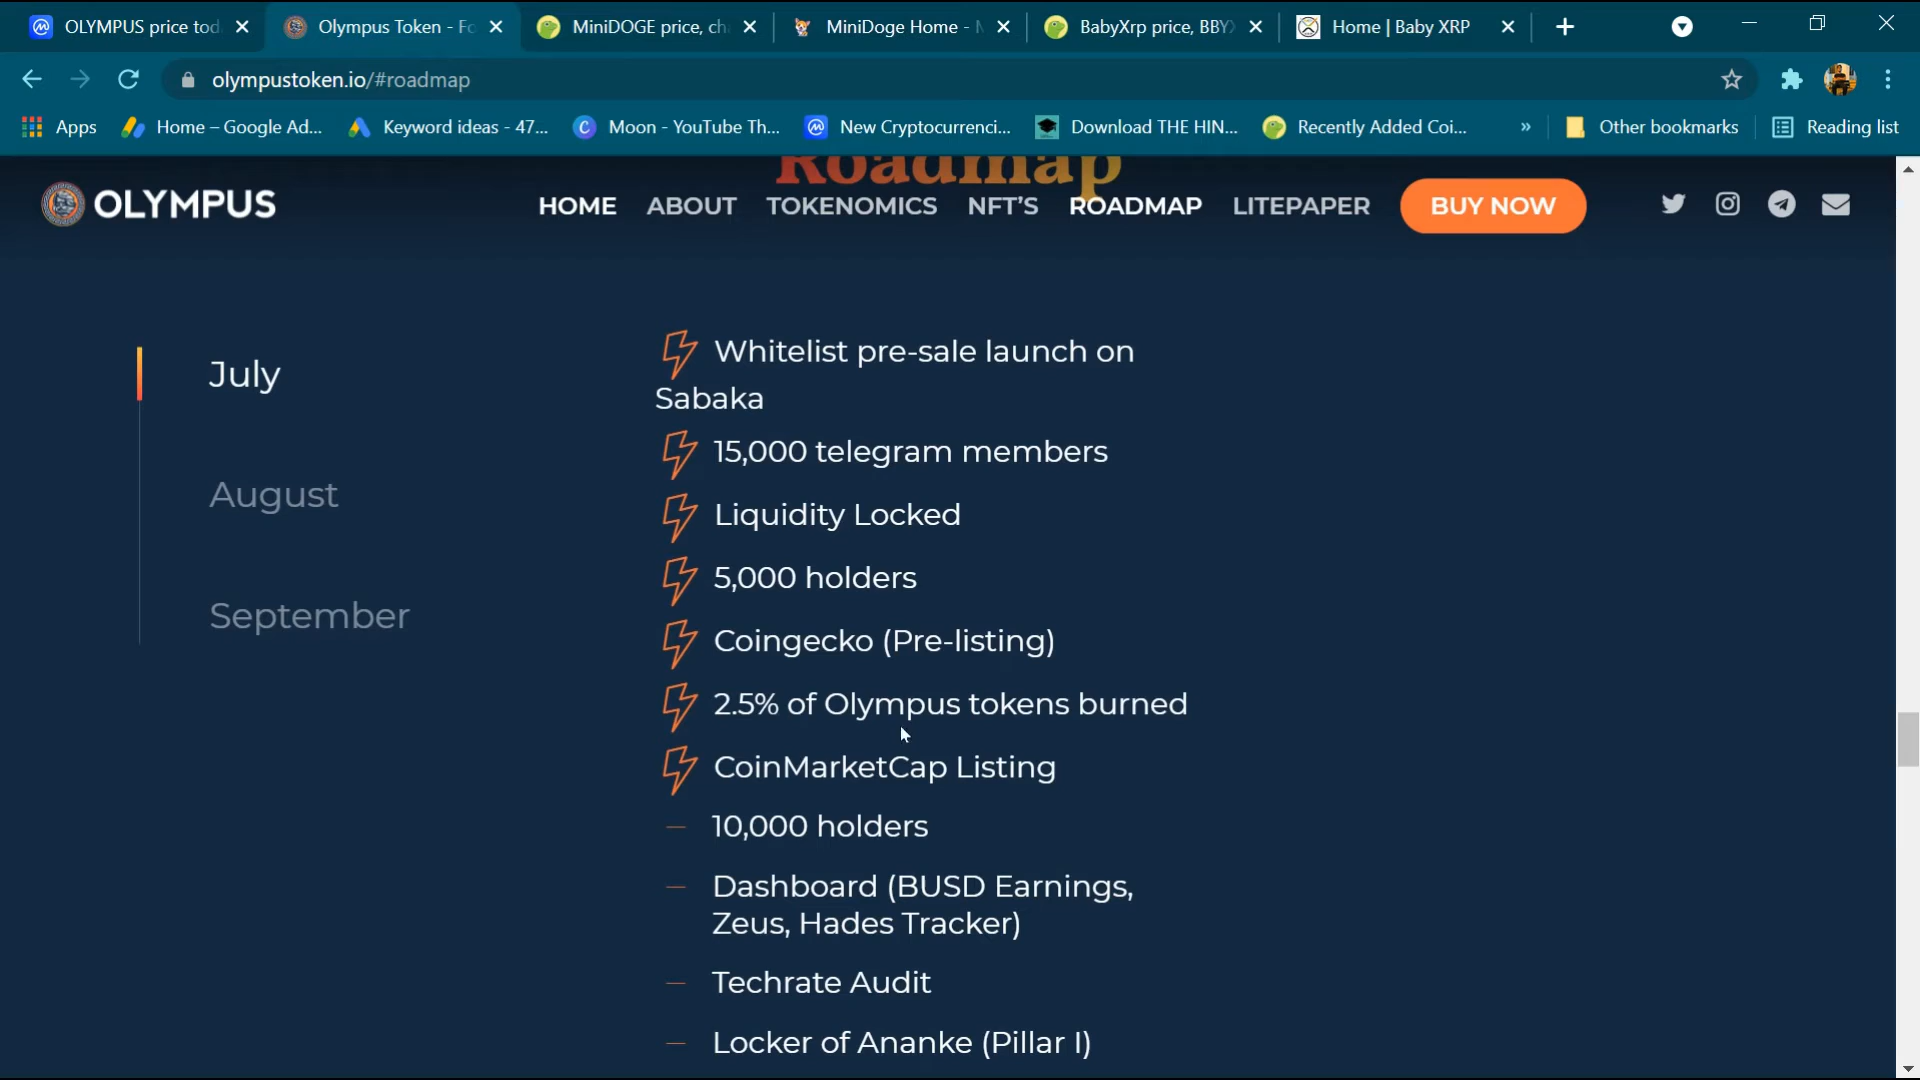 OLYMPUS price tod
Olympus Token - Fo
MiniDOGE price, ch
MiniDoge Home - M
BabyXrp price, BBYX
Home | Baby XRP
olympustoken.io/#roadmap
Apps
Home – Google Ad...
Keyword ideas - 47...
Moon - YouTube Th...
New Cryptocurrenci...
Download THE HIN...
Recently Added Coi...
»
Other bookmarks
Reading list
Roadmap
OLYMPUS
HOME
ABOUT
TOKENOMICS
NFT'S
ROADMAP
LITEPAPER
BUY NOW
July
August
September
Whitelist pre-sale launch on
Sabaka
15,000 telegram members
Liquidity Locked
5,000 holders
Coingecko (Pre-listing)
2.5% of Olympus tokens burned
CoinMarketCap Listing
10,000 holders
Dashboard (BUSD Earnings,
Zeus, Hades Tracker)
Techrate Audit
Locker of Ananke (Pillar I)